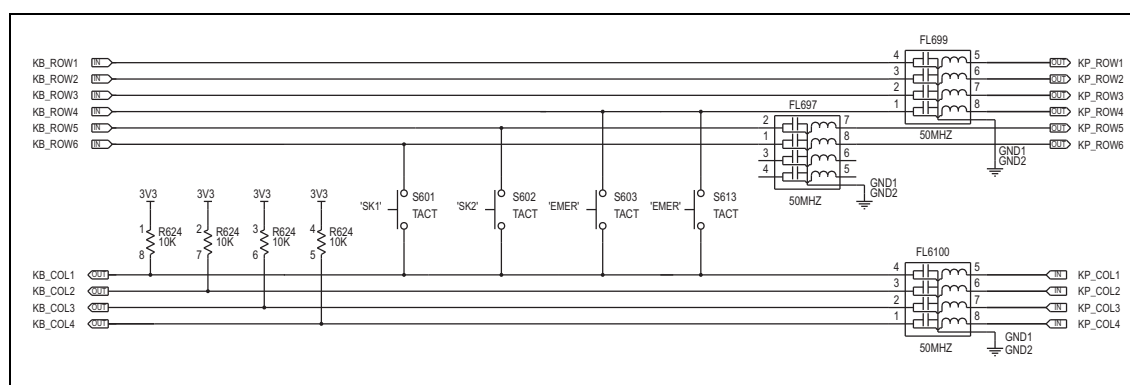 FL699
KB_ROW1 IN 4 5 OUT KP_ROW1
KB_ROW2 IN 3 6 OUT KP_ROW2
KB_ROW3 IN 2 7 OUT KP_ROW3
KB_ROW4 IN 1 8 OUT KP_ROW4
FL697
KB_ROW5 IN 2 7 50MHZ OUT KP_ROW5
KB_ROW6 IN 1 8 OUT KP_ROW6
GND1
GND2
3 6
4 5
GND1
GND2
50MHZ
3V3 3V3 3V3 3V3
'SK1' S601 TACT
'SK2' S602 TACT
'EMER' S603 TACT
'EMER' S613 TACT
1 R624 10K 8
2 R624 10K 7
3 R624 10K 6
4 R624 10K 5
FL6100
KB_COL1 OUT 4 5 IN KP_COL1
KB_COL2 OUT 3 6 IN KP_COL2
KB_COL3 OUT 2 7 IN KP_COL3
KB_COL4 OUT 1 8 IN KP_COL4
50MHZ
GND1
GND2